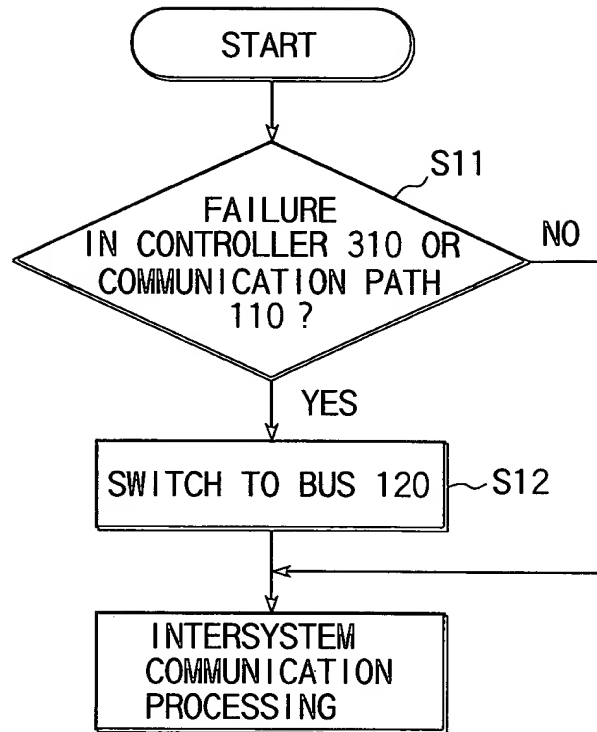 START
S11
FAILURE
IN CONTROLLER 310 OR
COMMUNICATION PATH
110 ?
NO
YES
SWITCH TO BUS 120
S12
INTERSYSTEM
COMMUNICATION
PROCESSING